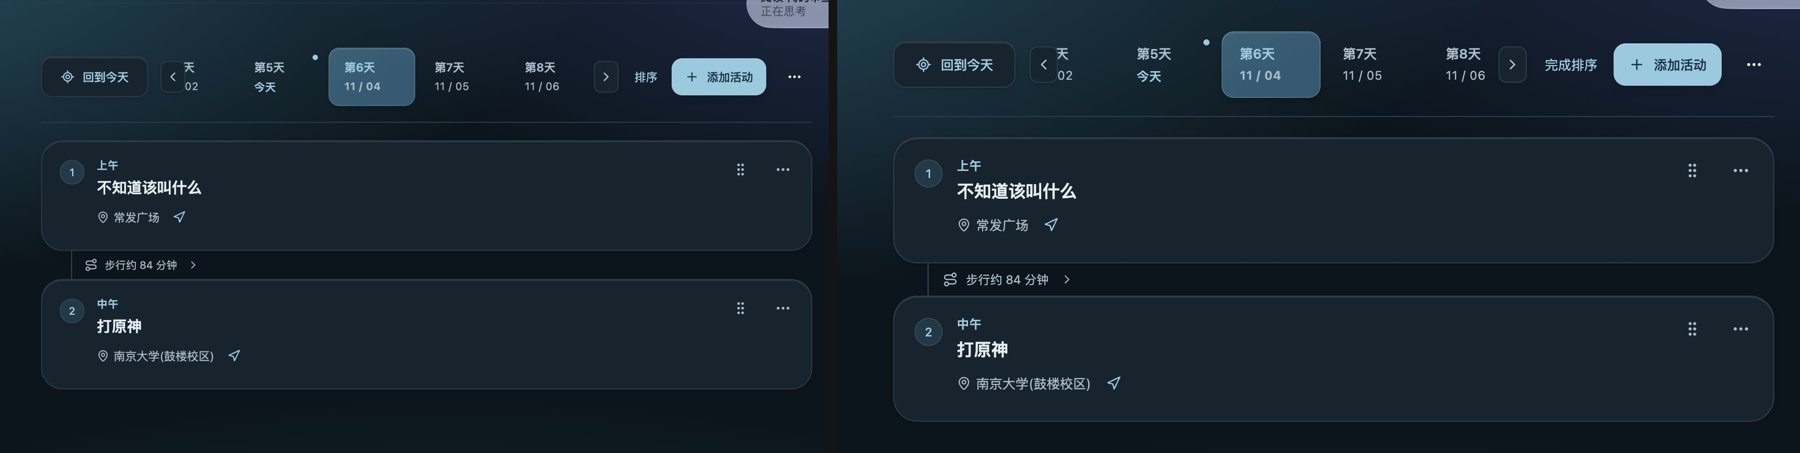 正在思考
回到今天
天
02
第5天
今天
第6天
11 / 04
第7天
11 / 05
第8天
11 / 06
排序
添加活动
1
上午
不知道该叫什么
常发广场
步行约 84 分钟
2
中午
打原神
南京大学(鼓楼校区)
回到今天
天
02
第5天
今天
第6天
11 / 04
第7天
11 / 05
第8天
11 / 06
完成排序
添加活动
1
上午
不知道该叫什么
常发广场
步行约 84 分钟
2
中午
打原神
南京大学(鼓楼校区)